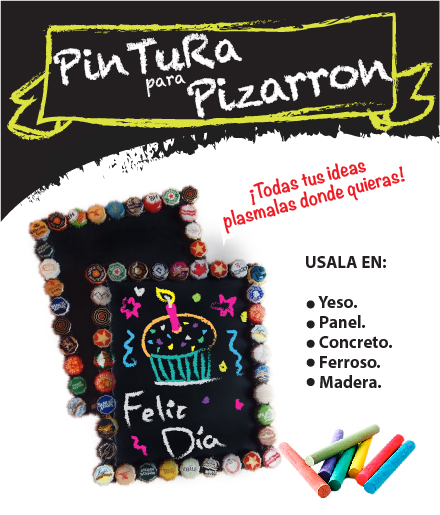 PinTuRa
para
Pizarron
¡Todas tus ideas
plasmalas donde quieras!
USALA EN:
• Yeso.
• Panel.
• Concreto.
• Ferroso.
• Madera.
Feliz
Día